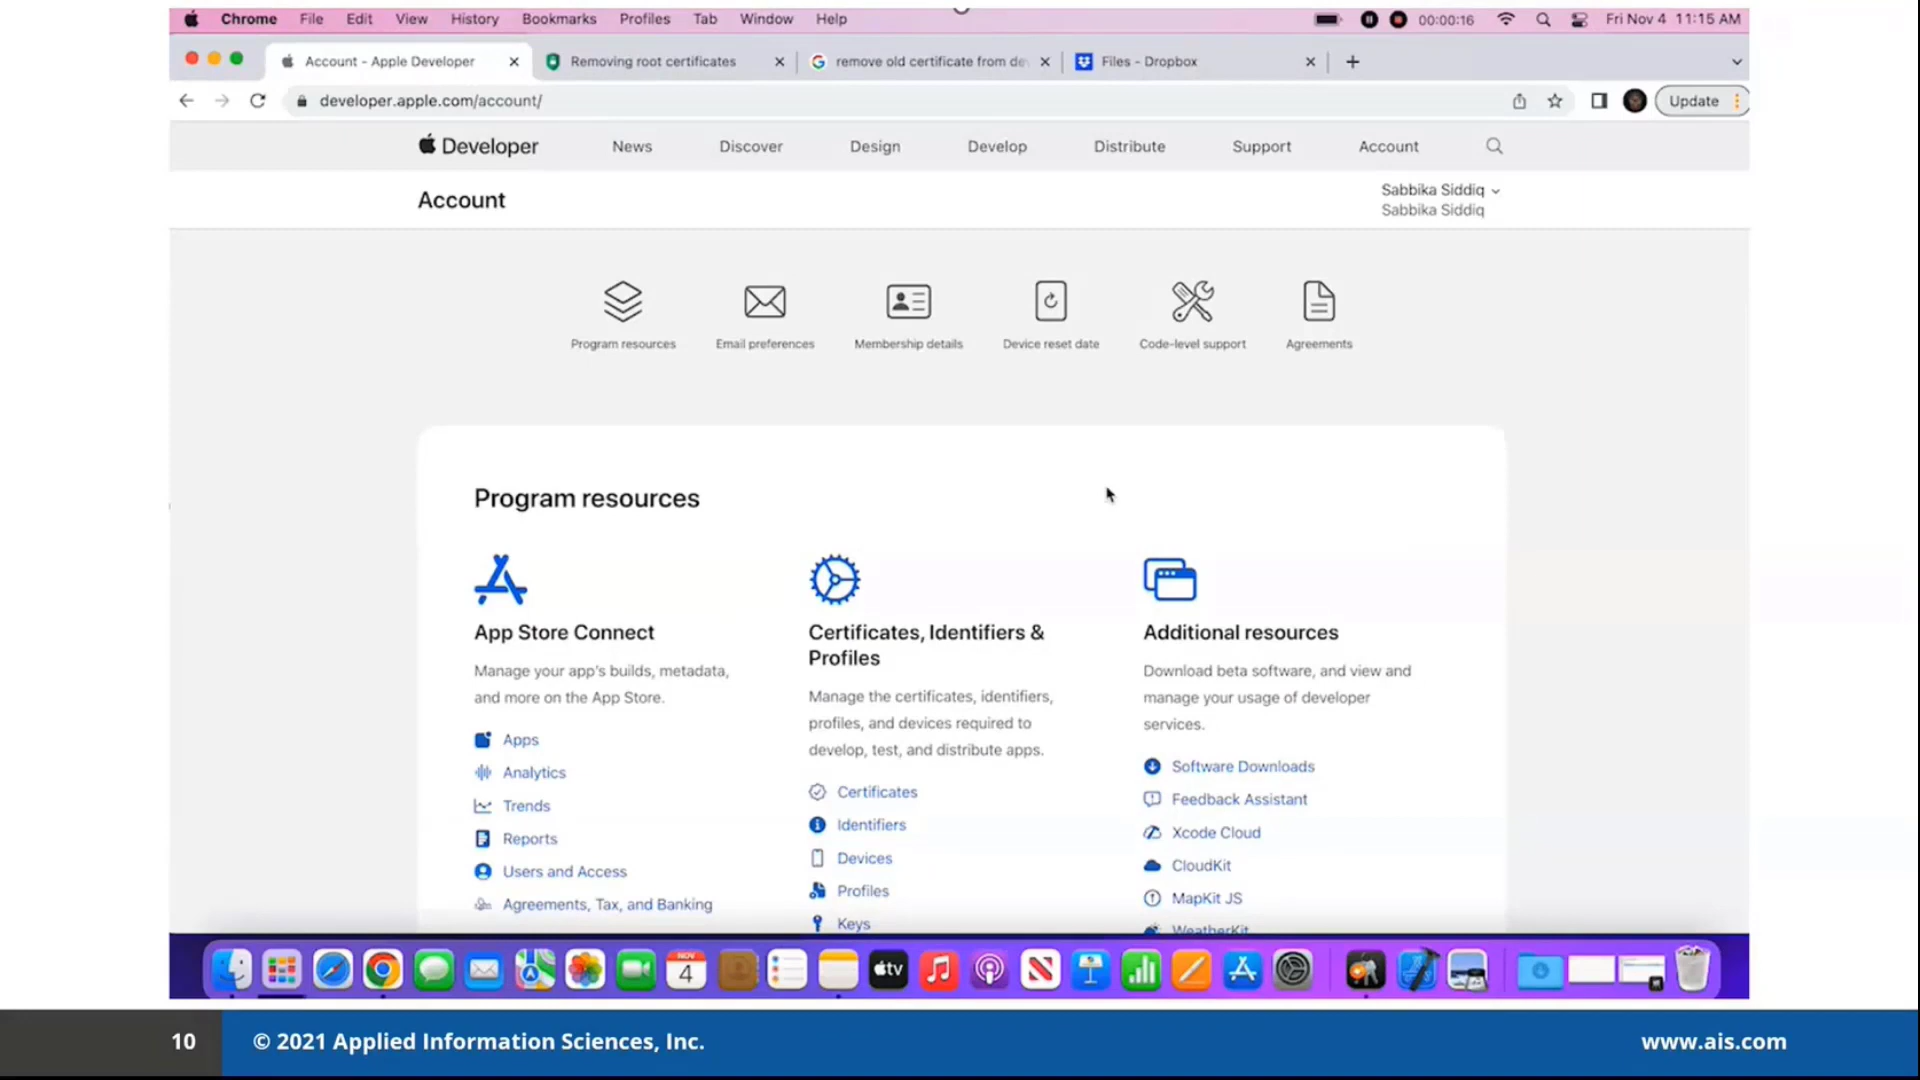 Chrome File Edit View History Bookmarks Profiles Tab Window Help 00:00:16 Fri Nov 4 11:15 AM
Account - Apple Developer Removing root certificates remove old certificate from de Files - Dropbox
developer.apple.com/account/ Update
Developer News Discover Design Develop Distribute Support Account
Account
Sabbika Siddiq
Sabbika Siddiq
Program resources Email preferences Membership details Device reset date Code-level support Agreements
Program resources
App Store Connect
Manage your app's builds, metadata,
and more on the App Store.
Apps
Analytics
Trends
Reports
Users and Access
Agreements, Tax, and Banking
Certificates, Identifiers &
Profiles
Manage the certificates, identifiers,
profiles, and devices required to
develop, test, and distribute apps.
Certificates
Identifiers
Devices
Profiles
Keys
Additional resources
Download beta software, and view and
manage your usage of developer
services.
Software Downloads
Feedback Assistant
Xcode Cloud
CloudKit
MapKit JS
WeatherKit
NOV
4
tv
10 © 2021 Applied Information Sciences, Inc. www.ais.com